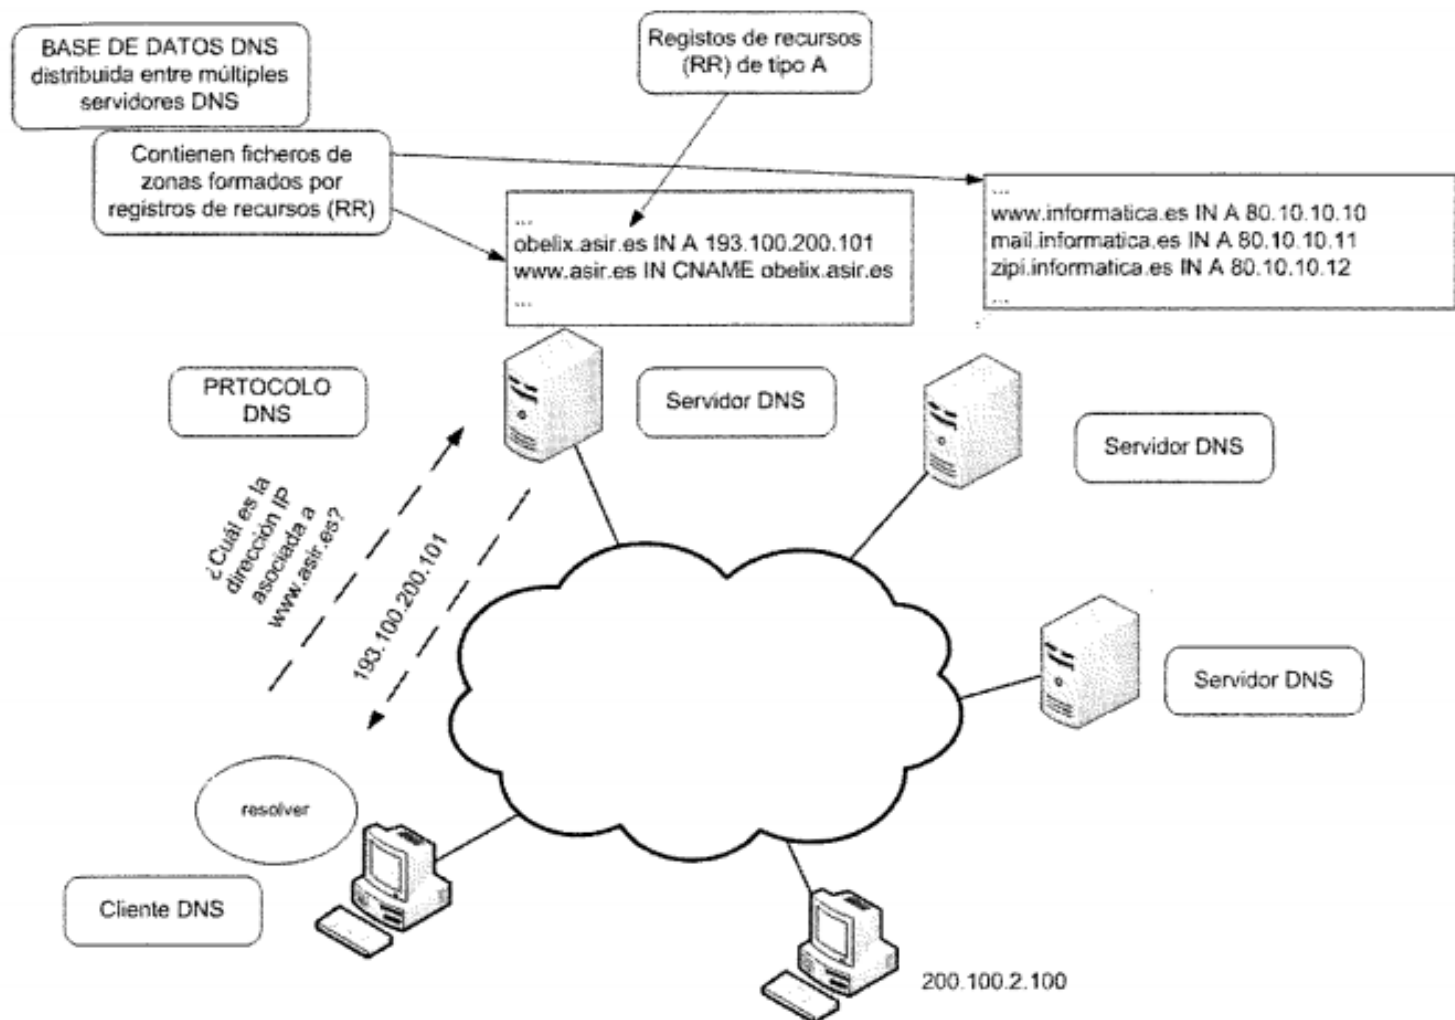 BASE DE DATOS DNS
distribuida entre múltiples
servidores DNS
Registos de recursos
(RR) de tipo A
Contienen ficheros de
zonas formados por
registros de recursos (RR)
...
obelix.asir.es IN A 193.100.200.101
www.asir.es IN CNAME obelix.asir.es
...
...
www.informatica.es IN A 80.10.10.10
mail.informatica.es IN A 80.10.10.11
zipi.informatica.es IN A 80.10.10.12
...
PRTOCOLO
DNS
Servidor DNS
Servidor DNS
¿Cuál es la
dirección IP
asociada a
www.asir.es?
193.100.200.101
Servidor DNS
resolver
Cliente DNS
200.100.2.100